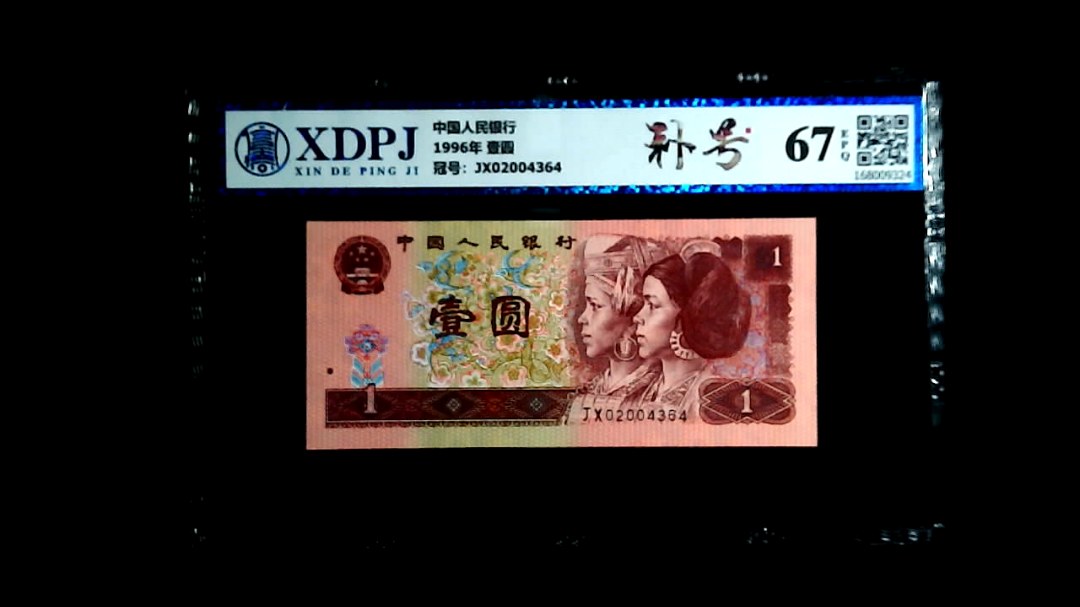 XDPJ
XIN DE PING JI
中国人民银行
1996年 壹圆
冠号：JX02004364
补号
67
EPQ
168009324
中国人民银行
1
壹圆
1
JX02004364
1